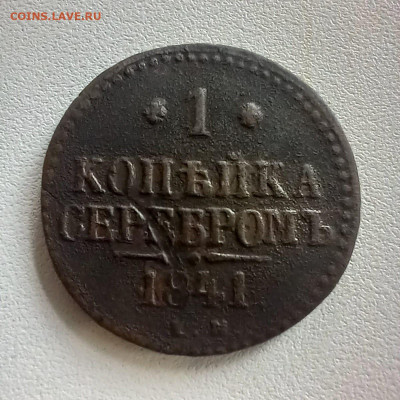 COINS.LAVE.RU
1
КОПѢЙКА
СЕРЕБРОМЪ
1841